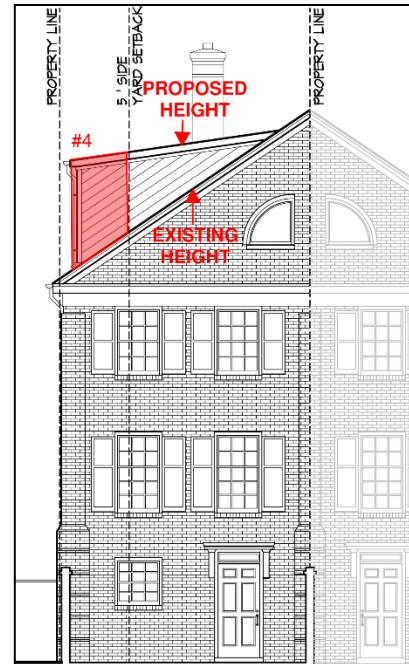 PROPERTY LINE
5 ' SIDE
YARD SETBACK
PROPERTY LINE
PROPOSED
HEIGHT
#4
EXISTING
HEIGHT